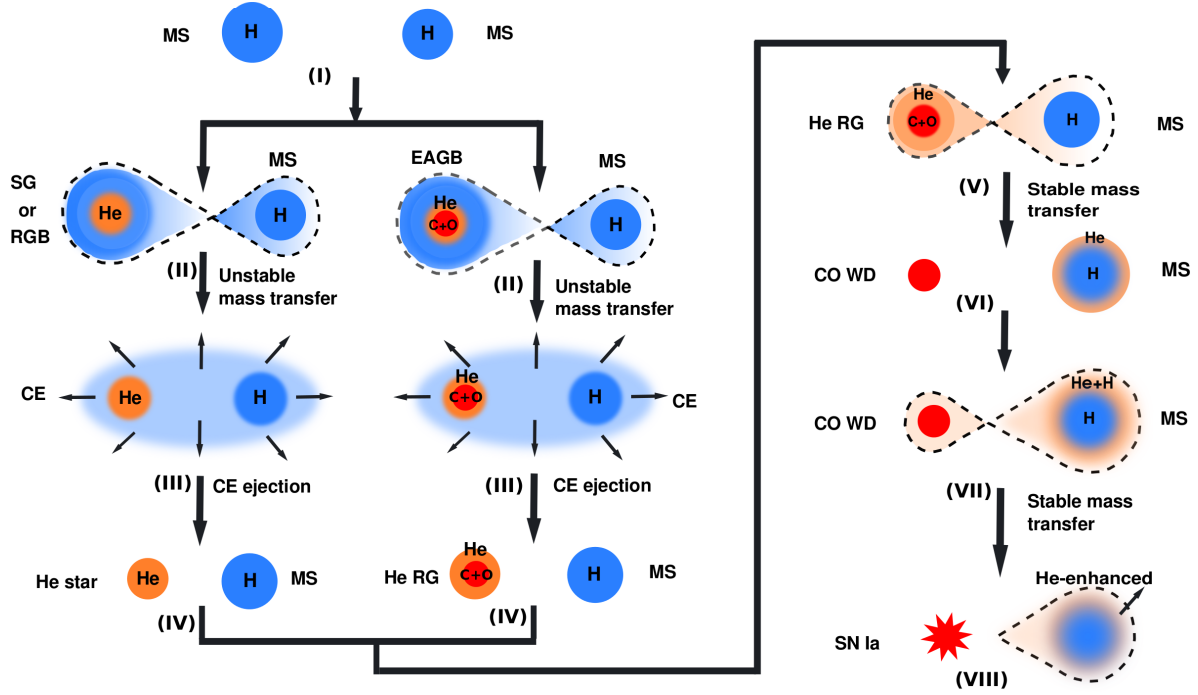 MS H H MS
(I)
SG
or
RGB
He
MS
H
(II)
Unstable
mass transfer
EAGB
He
C+O
MS
H
(II)
Unstable
mass transfer
CE
He
H
(III)
CE ejection
He
C+O
H
CE
(III)
CE ejection
He star
He
H
MS
(IV)
He RG
He
C+O
H
MS
(IV)
He RG
He
C+O
H
MS
(V)
Stable mass
transfer
CO WD
He
H
MS
(VI)
CO WD
He+H
H
MS
(VII)
Stable mass
transfer
He-enhanced
SN Ia
(VIII)